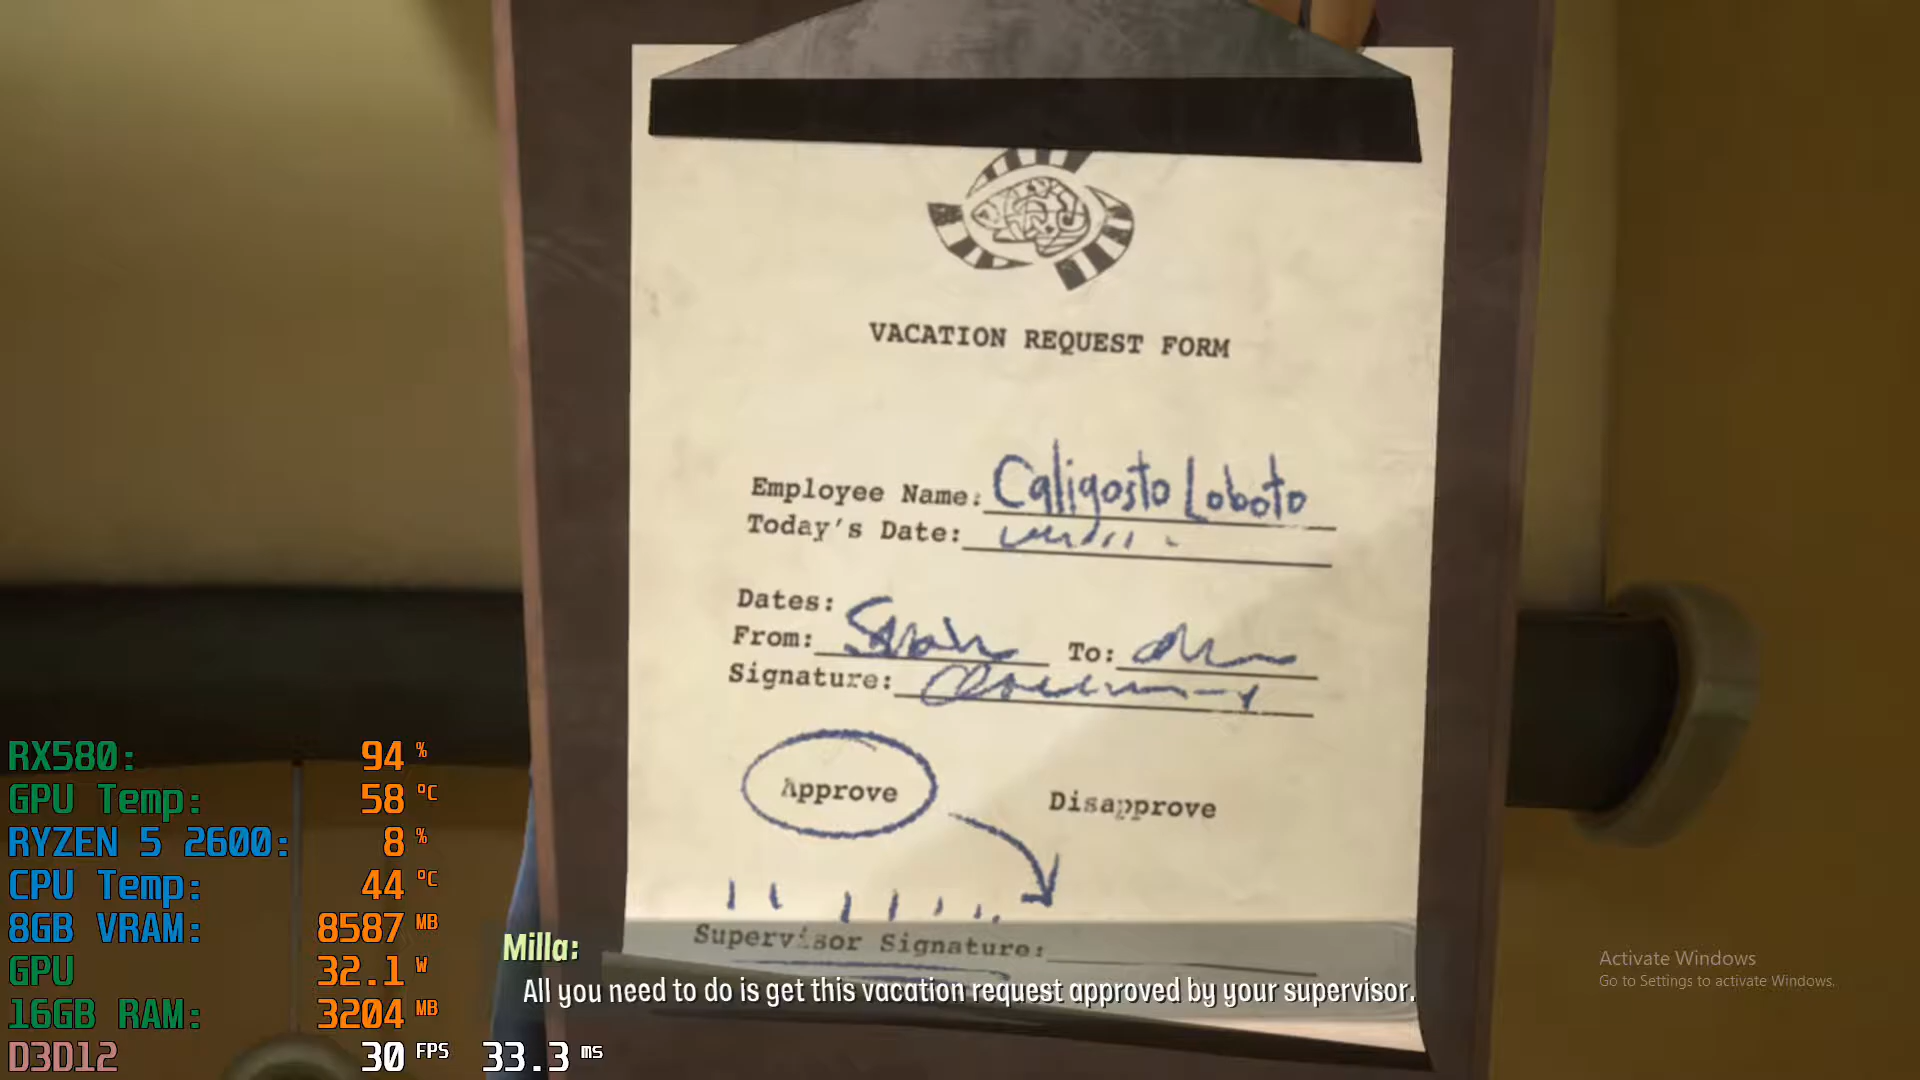 VACATION REQUEST FORM
Employee Name: Caligosto Loboto
Today's Date:
Dates:
From: To:
Signature:
Approve Disapprove
Supervisor Signature:
Milla:
All you need to do is get this vacation request approved by your supervisor.
RX580: 94 %
GPU Temp: 58 °C
RYZEN 5 2600: 8 %
CPU Temp: 44 °C
8GB VRAM: 8587 MB
GPU 32.1 W
16GB RAM: 3204 MB
D3D12 30 FPS 33.3 ms
Activate Windows
Go to Settings to activate Windows.